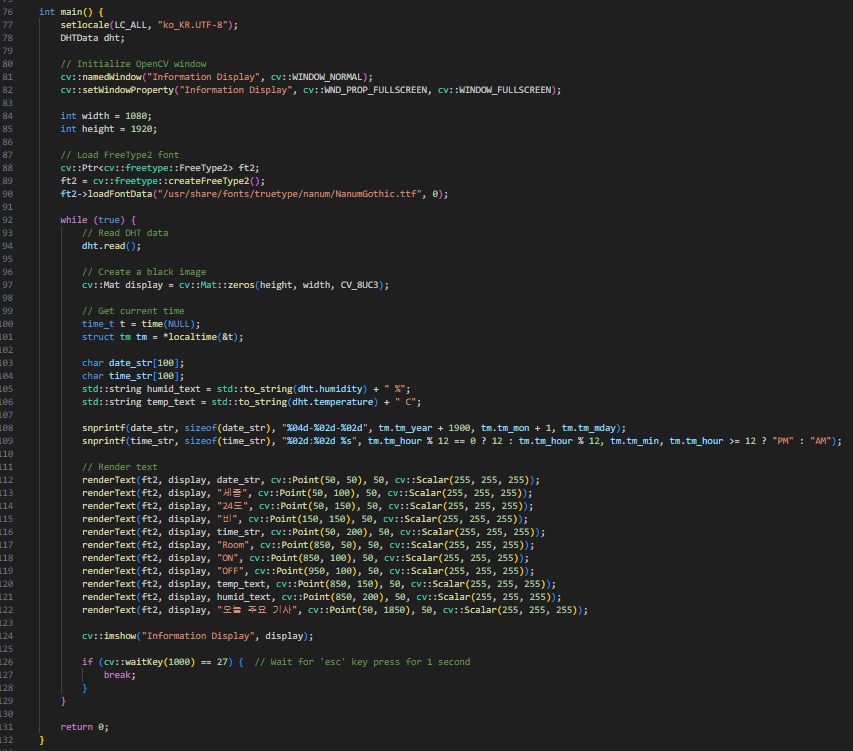 76 int main() {
77 setlocale(LC_ALL, "ko_KR.UTF-8");
78 DHTData dht;
79
80 // Initialize OpenCV window
81 cv::namedWindow("Information Display", cv::WINDOW_NORMAL);
82 cv::setWindowProperty("Information Display", cv::WND_PROP_FULLSCREEN, cv::WINDOW_FULLSCREEN);
83
84 int width = 1080;
85 int height = 1920;
86
87 // Load FreeType2 font
88 cv::Ptr<cv::freetype::FreeType2> ft2;
89 ft2 = cv::freetype::createFreeType2();
90 ft2->loadFontData("/usr/share/fonts/truetype/nanum/NanumGothic.ttf", 0);
91
92 while (true) {
93 // Read DHT data
94 dht.read();
95
96 // Create a black image
97 cv::Mat display = cv::Mat::zeros(height, width, CV_8UC3);
98
99 // Get current time
100 time_t t = time(NULL);
101 struct tm tm = *localtime(&t);
102
103 char date_str[100];
104 char time_str[100];
105 std::string humid_text = std::to_string(dht.humidity) + " %";
106 std::string temp_text = std::to_string(dht.temperature) + " C";
107
108 snprintf(date_str, sizeof(date_str), "%04d-%02d-%02d", tm.tm_year + 1900, tm.tm_mon + 1, tm.tm_mday);
109 snprintf(time_str, sizeof(time_str), "%02d:%02d %s", tm.tm_hour % 12 == 0 ? 12 : tm.tm_hour % 12, tm.tm_min, tm.tm_hour >= 12 ? "PM" : "AM");
110
111 // Render text
112 renderText(ft2, display, date_str, cv::Point(50, 50), 50, cv::Scalar(255, 255, 255));
113 renderText(ft2, display, "세종", cv::Point(50, 100), 50, cv::Scalar(255, 255, 255));
114 renderText(ft2, display, "24도", cv::Point(50, 150), 50, cv::Scalar(255, 255, 255));
115 renderText(ft2, display, "비", cv::Point(150, 150), 50, cv::Scalar(255, 255, 255));
116 renderText(ft2, display, time_str, cv::Point(50, 200), 50, cv::Scalar(255, 255, 255));
117 renderText(ft2, display, "Room", cv::Point(850, 50), 50, cv::Scalar(255, 255, 255));
118 renderText(ft2, display, "ON", cv::Point(850, 100), 50, cv::Scalar(255, 255, 255));
119 renderText(ft2, display, "OFF", cv::Point(950, 100), 50, cv::Scalar(255, 255, 255));
120 renderText(ft2, display, temp_text, cv::Point(850, 150), 50, cv::Scalar(255, 255, 255));
121 renderText(ft2, display, humid_text, cv::Point(850, 200), 50, cv::Scalar(255, 255, 255));
122 renderText(ft2, display, "오늘 주요 기사", cv::Point(50, 1850), 50, cv::Scalar(255, 255, 255));
123
124 cv::imshow("Information Display", display);
125
126 if (cv::waitKey(1000) == 27) { // Wait for 'esc' key press for 1 second
127 break;
128 }
129 }
130
131 return 0;
132 }